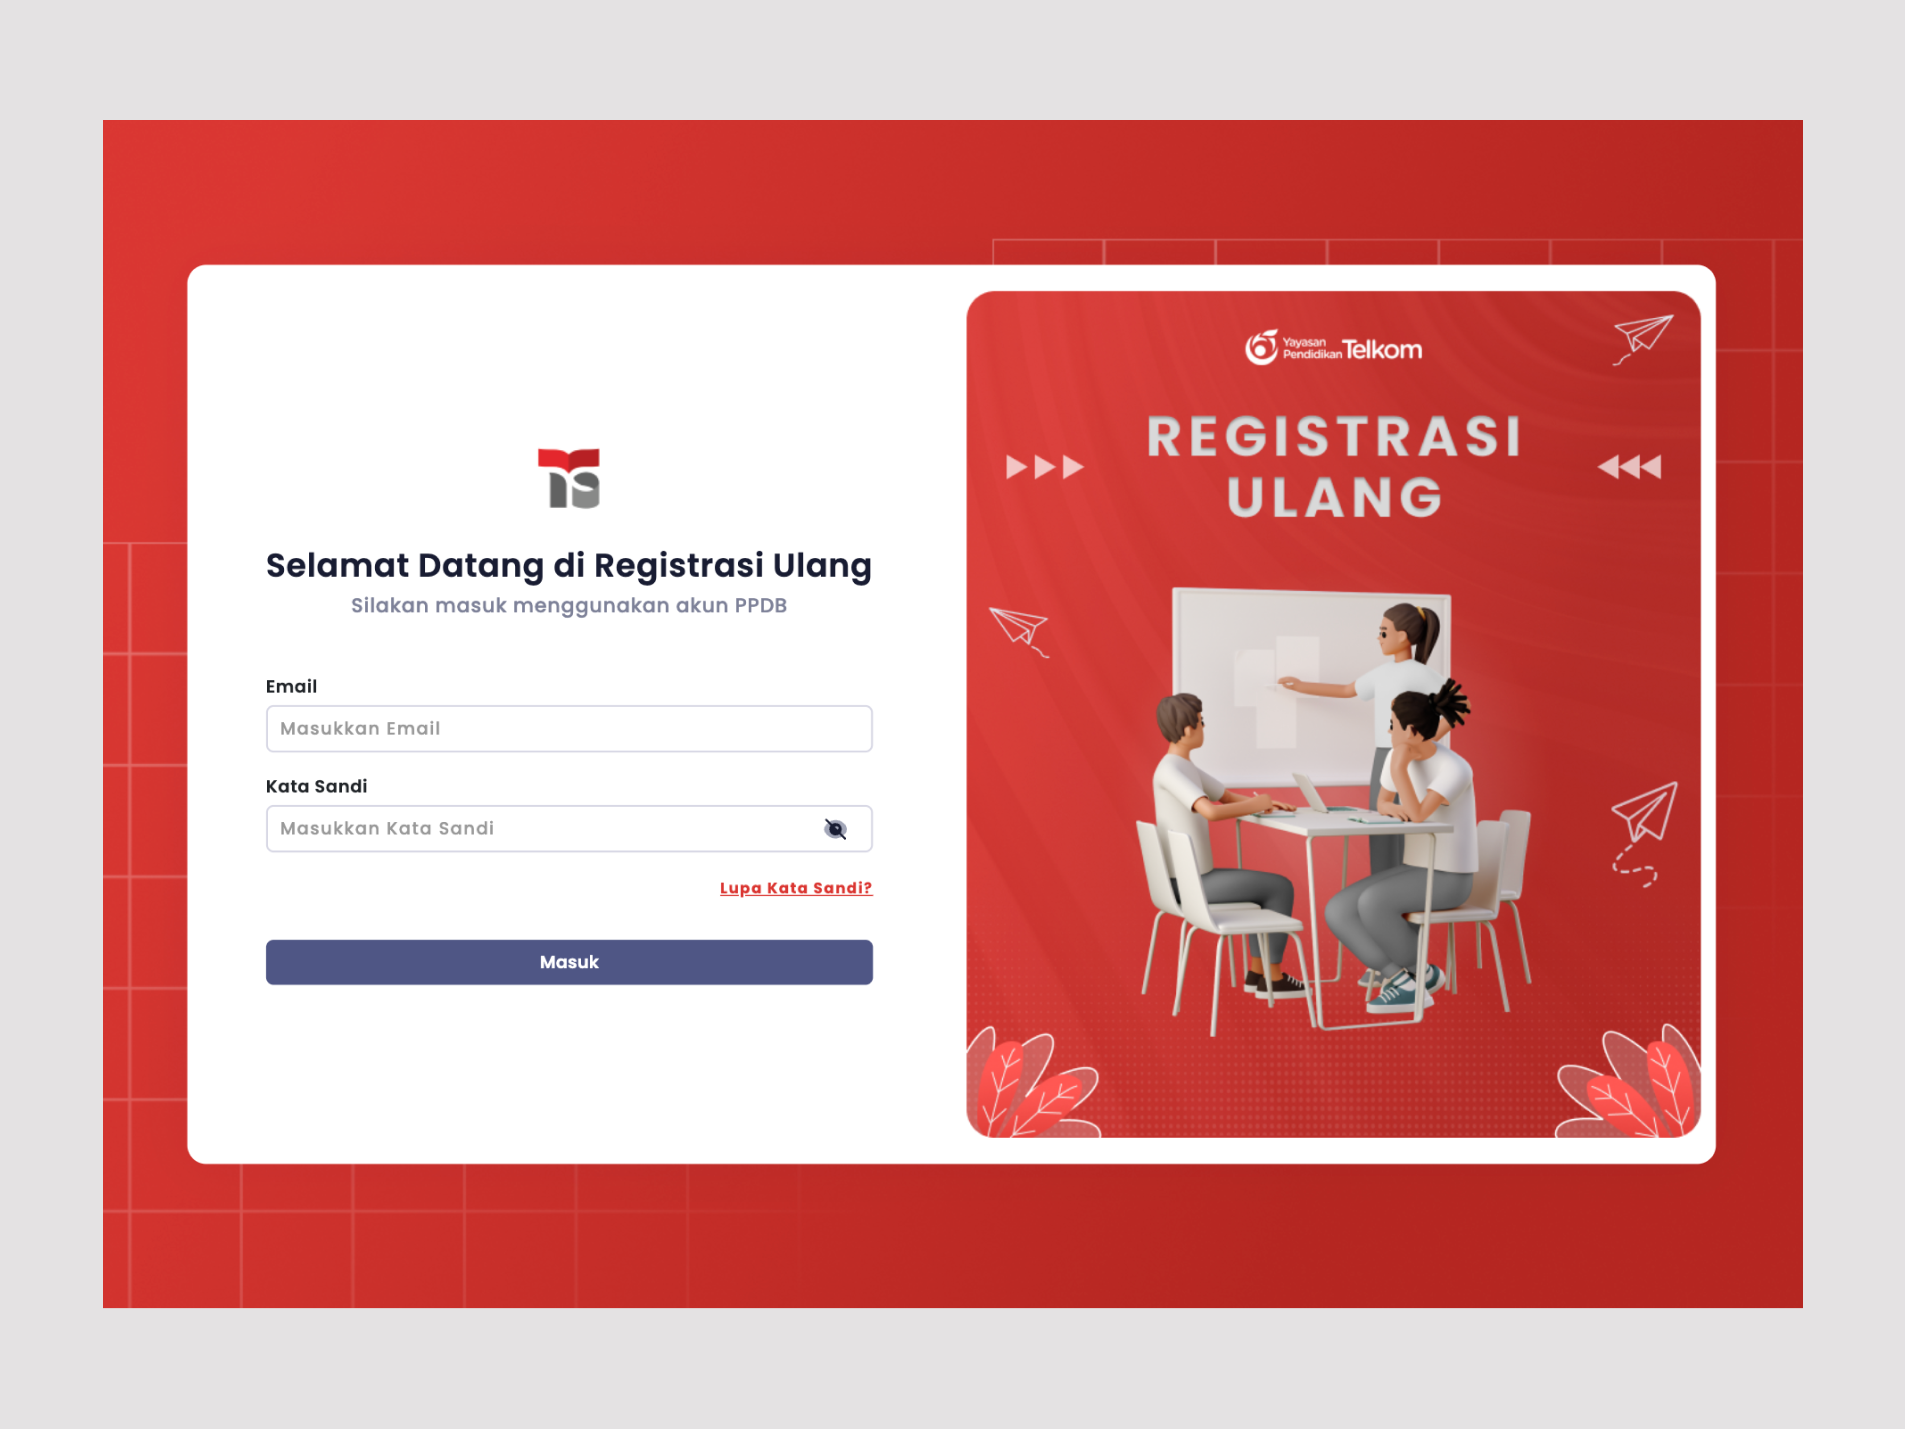 Selamat Datang di Registrasi Ulang
Silakan masuk menggunakan akun PPDB
Email
Masukkan Email
Kata Sandi
Masukkan Kata Sandi
Lupa Kata Sandi?
Masuk
Yayasan
Pendidikan Telkom
REGISTRASI
ULANG